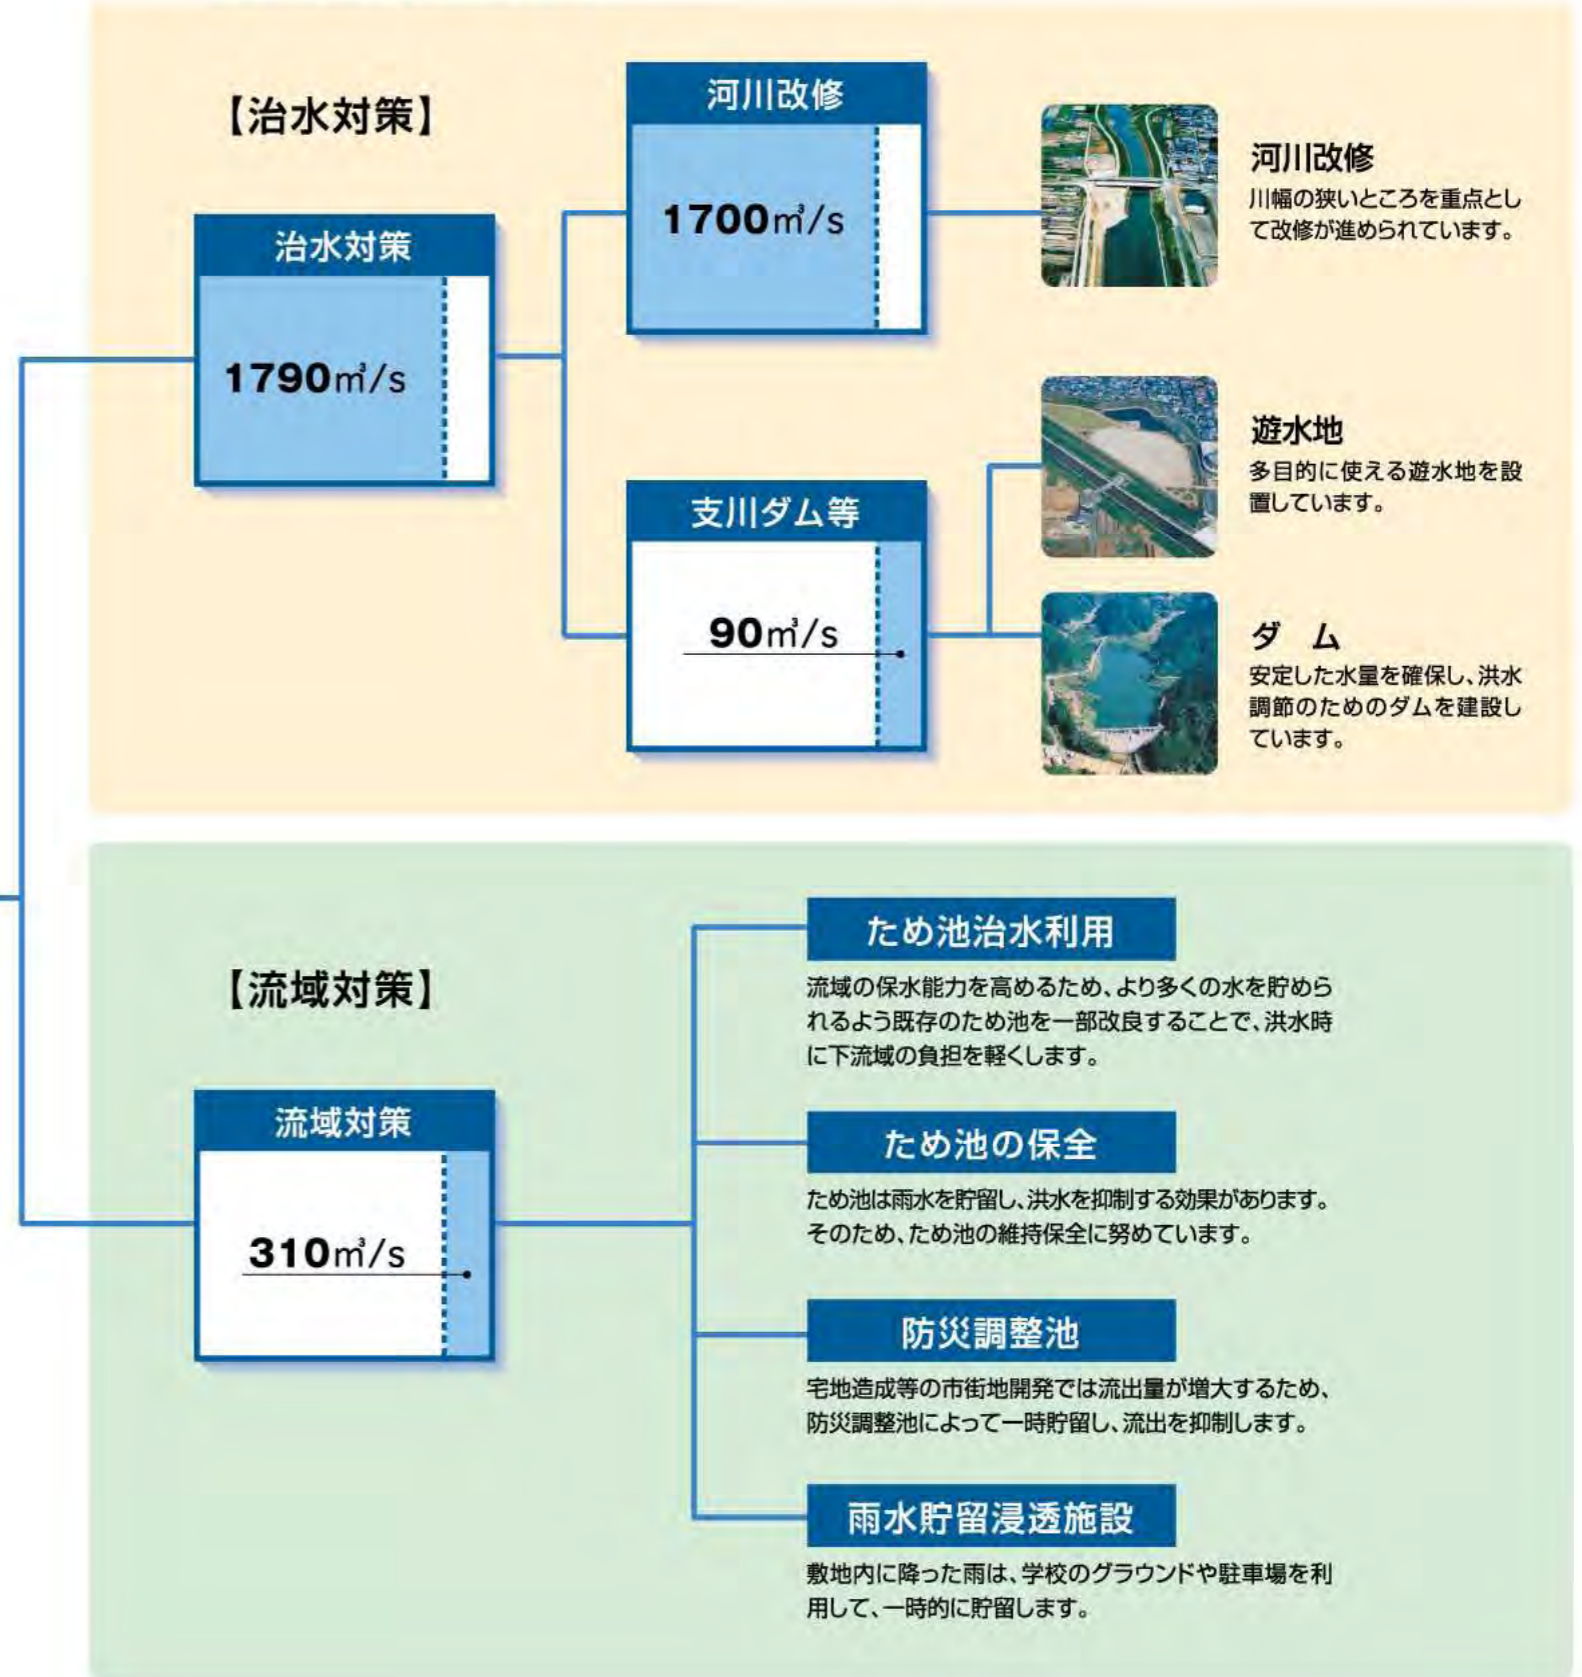 【治水対策】
治水対策
1790㎥/s
河川改修
1700㎥/s
支川ダム等
90㎥/s
河川改修
川幅の狭いところを重点とし
て改修が進められています。
遊水地
多目的に使える遊水地を設
置しています。
ダ ム
安定した水量を確保し、洪水
調節のためのダムを建設し
ています。
【流域対策】
流域対策
310㎥/s
ため池治水利用
流域の保水能力を高めるため、より多くの水を貯めら
れるよう既存のため池を一部改良することで、洪水時
に下流域の負担を軽くします。
ため池の保全
ため池は雨水を貯留し、洪水を抑制する効果があります。
そのため、ため池の維持保全に努めています。
防災調整池
宅地造成等の市街地開発では流出量が増大するため、
防災調整池によって一時貯留し、流出を抑制します。
雨水貯留浸透施設
敷地内に降った雨は、学校のグラウンドや駐車場を利
用して、一時的に貯留します。